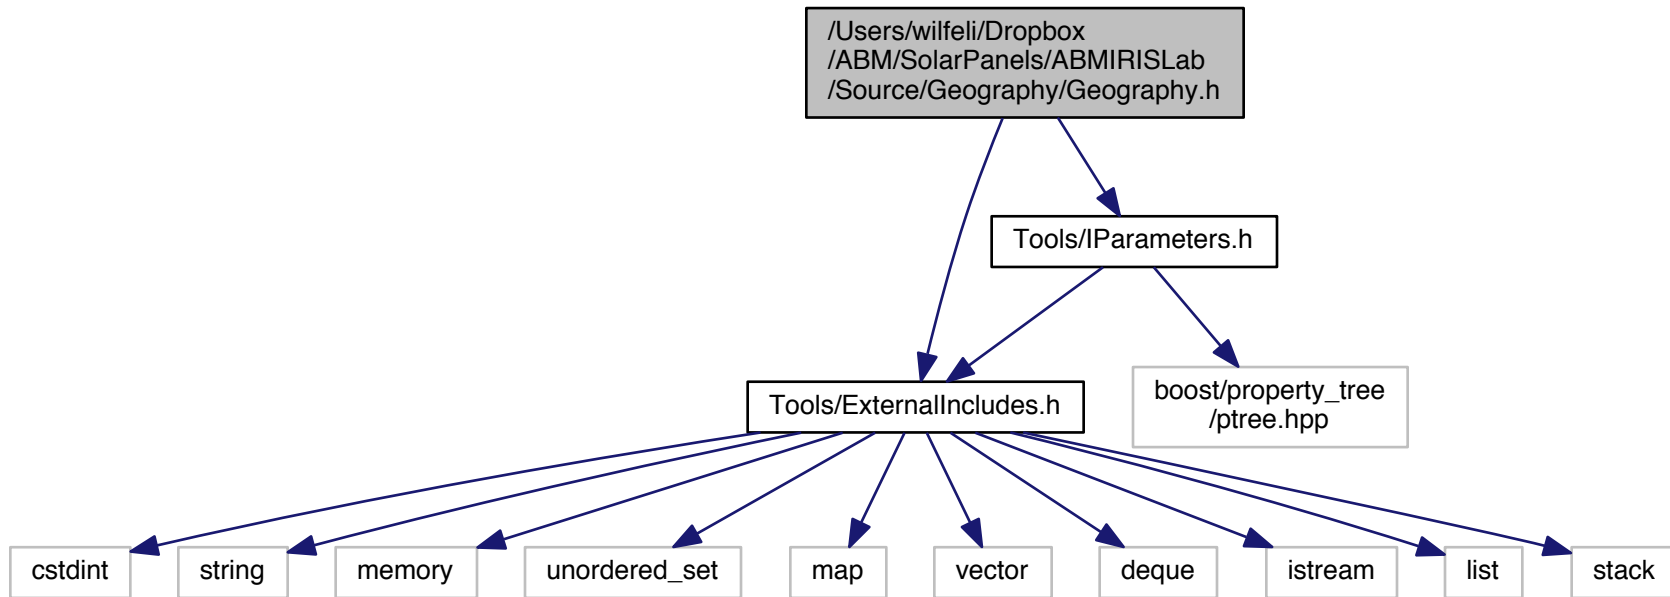 /Users/wilfeli/Dropbox
/ABM/SolarPanels/ABMIRISLab
/Source/Geography/Geography.h
Tools/IParameters.h
Tools/ExternalIncludes.h
boost/property_tree
/ptree.hpp
cstdint
string
memory
unordered_set
map
vector
deque
istream
list
stack